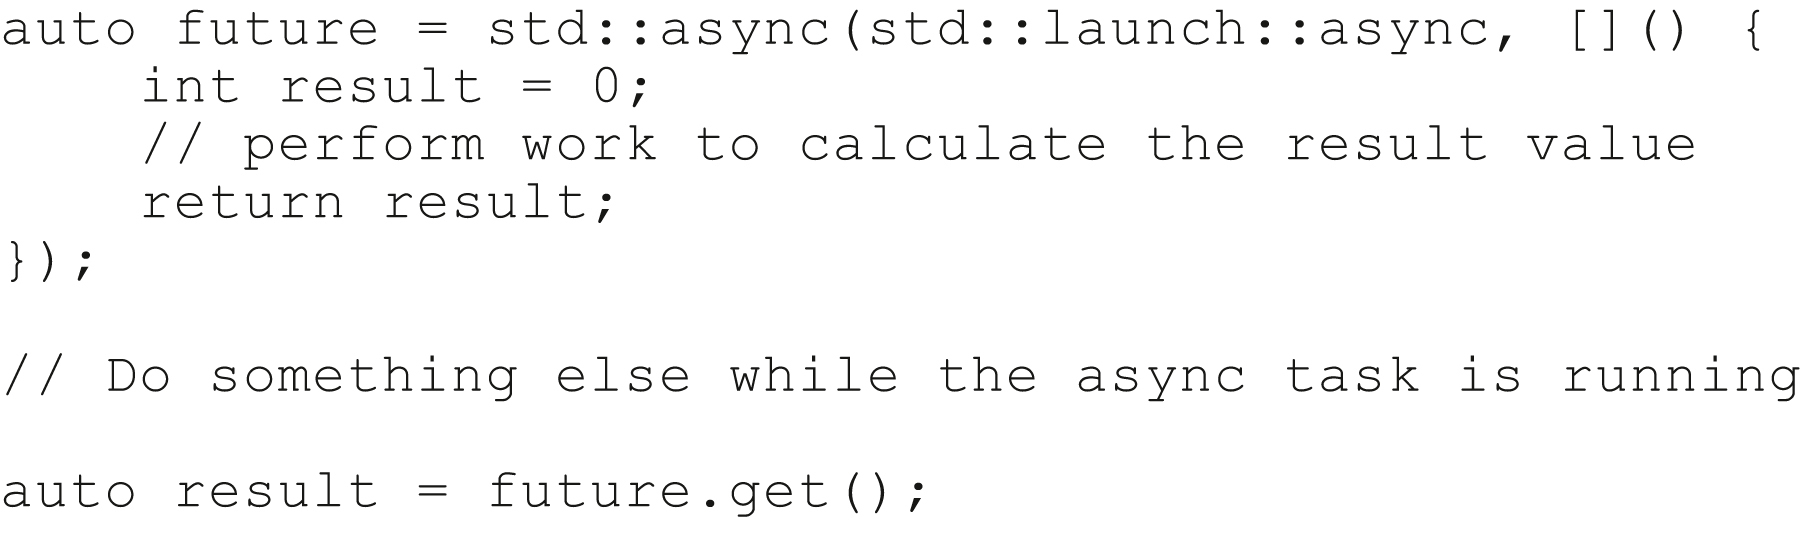 auto future = std::async(std::launch::async, []() {
    int result = 0;
    // perform work to calculate the result value
    return result;
});
// Do something else while the async task is running
auto result = future.get();